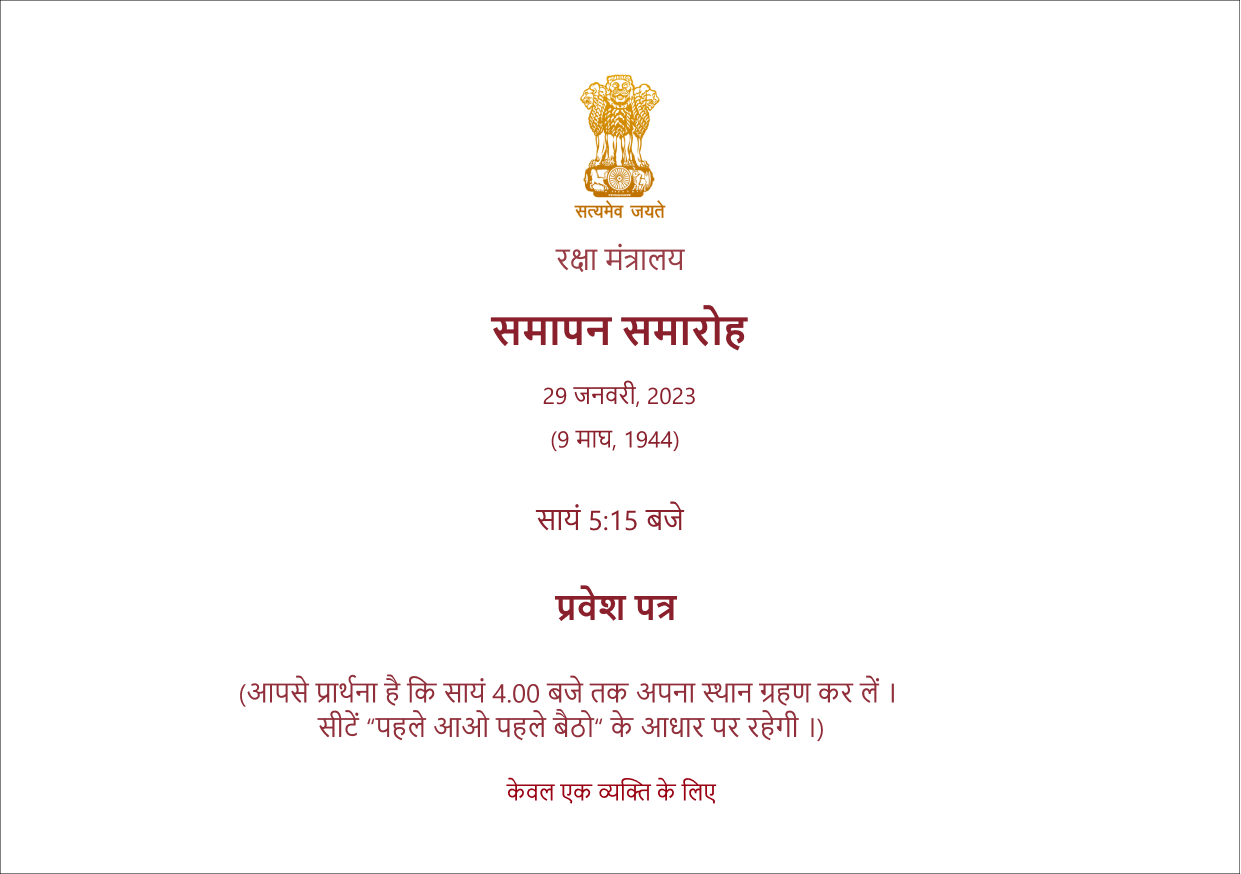 सत्यमेव जयते
रक्षा मंत्रालय
समापन समारोह
29 जनवरी, 2023
(9 माघ, 1944)
सायं 5:15 बजे
प्रवेश पत्र
(आपसे प्रार्थना है कि सायं 4.00 बजे तक अपना स्थान ग्रहण कर लें ।
सीटें “पहले आओ पहले बैठो“ के आधार पर रहेगी ।)
केवल एक व्यक्ति के लिए